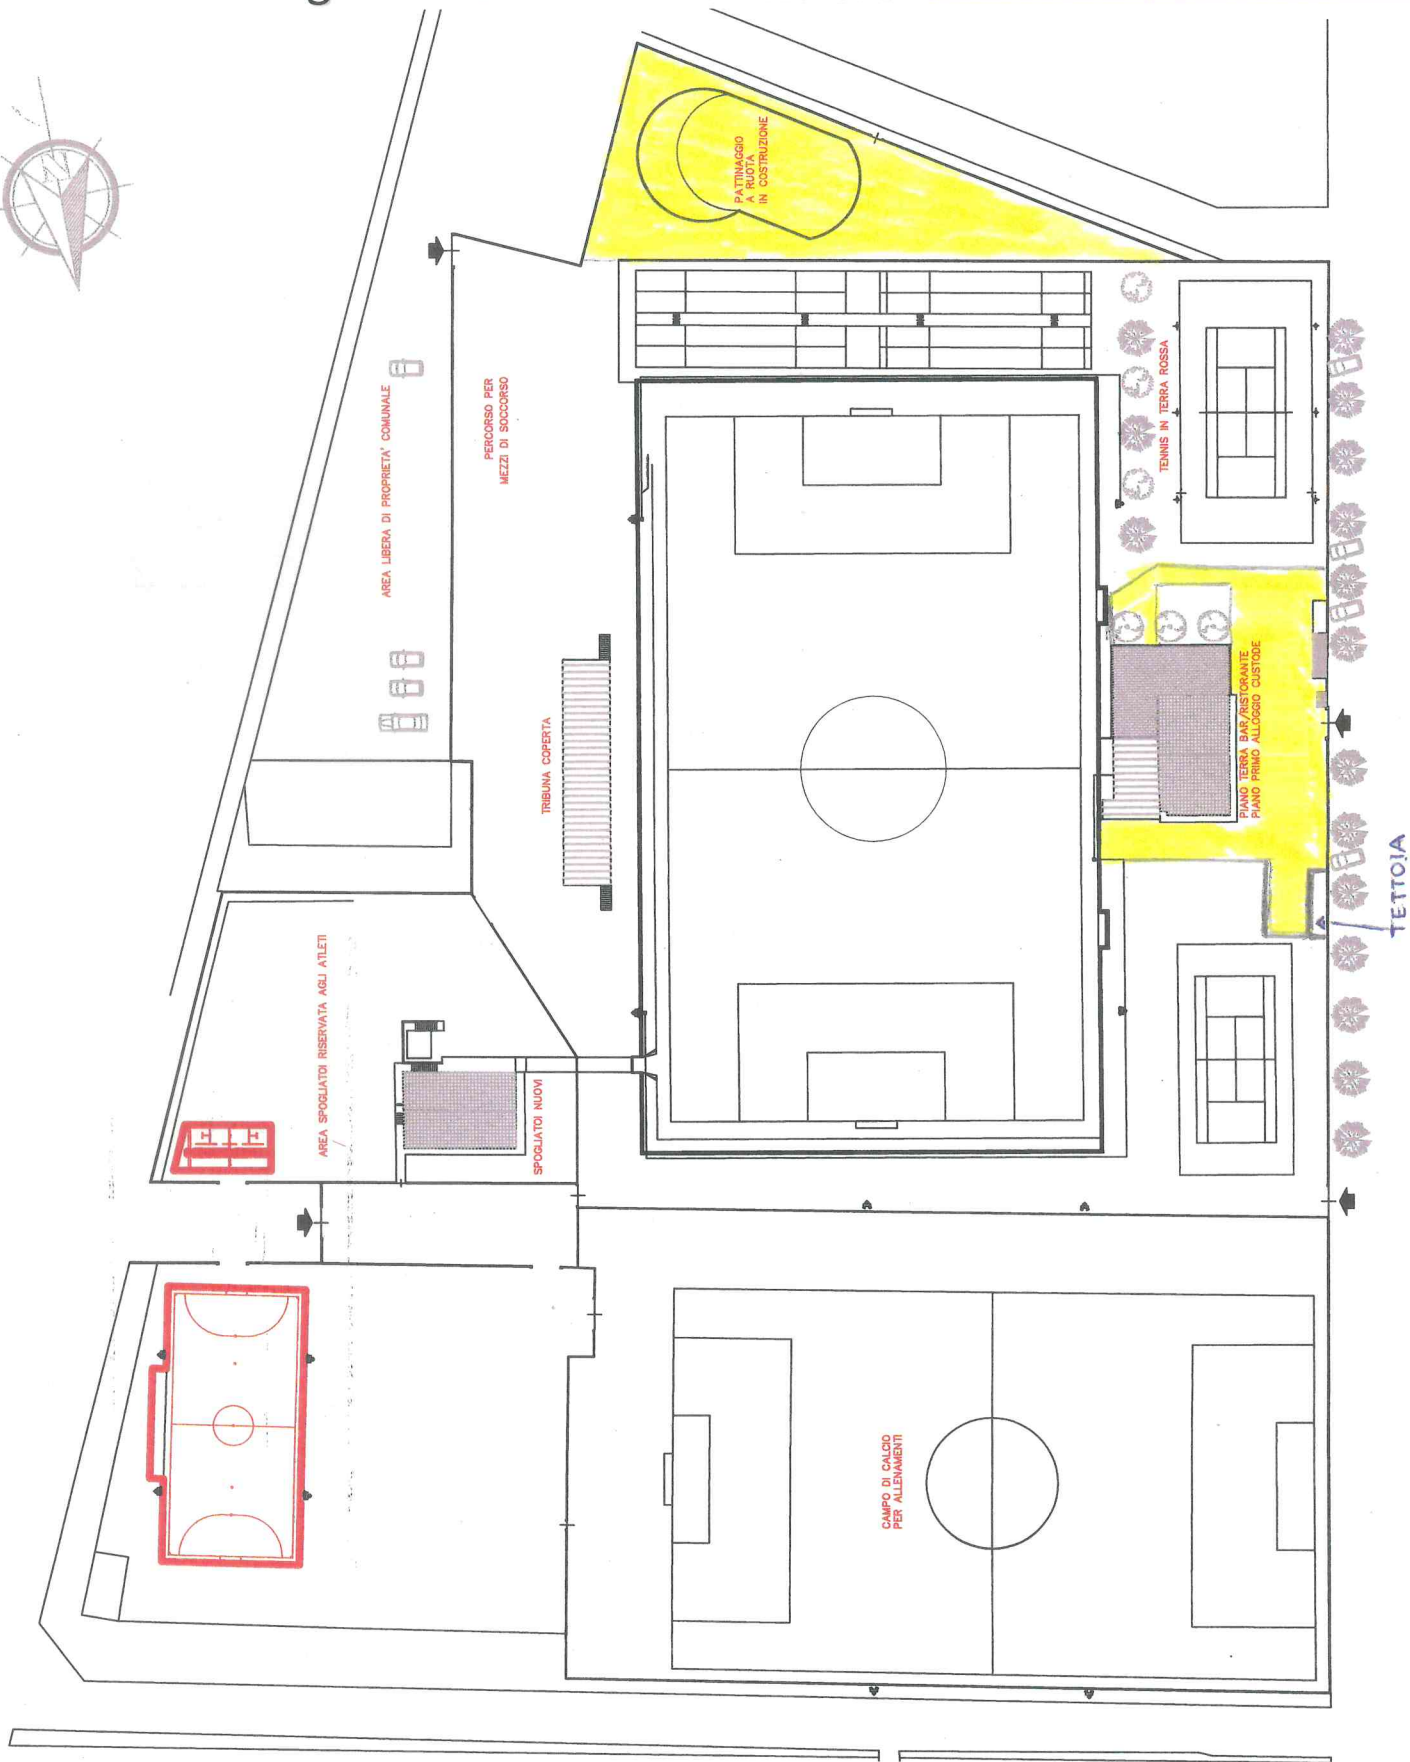 PATTINAGGIO
A RUOTA
IN COSTRUZIONE
PERCORSO PER
MEZZI DI SOCCORSO
AREA LIBERA DI PROPRIETA' COMUNALE
TENNIS IN TERRA ROSSA
TRIBUNA COPERTA
PIANO TERRA BAR/RISTORANTE
PIANO PRIMO ALLOGGIO CUSTODE
TETTOIA
AREA SPOGLIATOI RISERVATA AGLI ATLETI
SPOGLIATOI NUOVI
CAMPO DI CALCIO
PER ALLENAMENTI